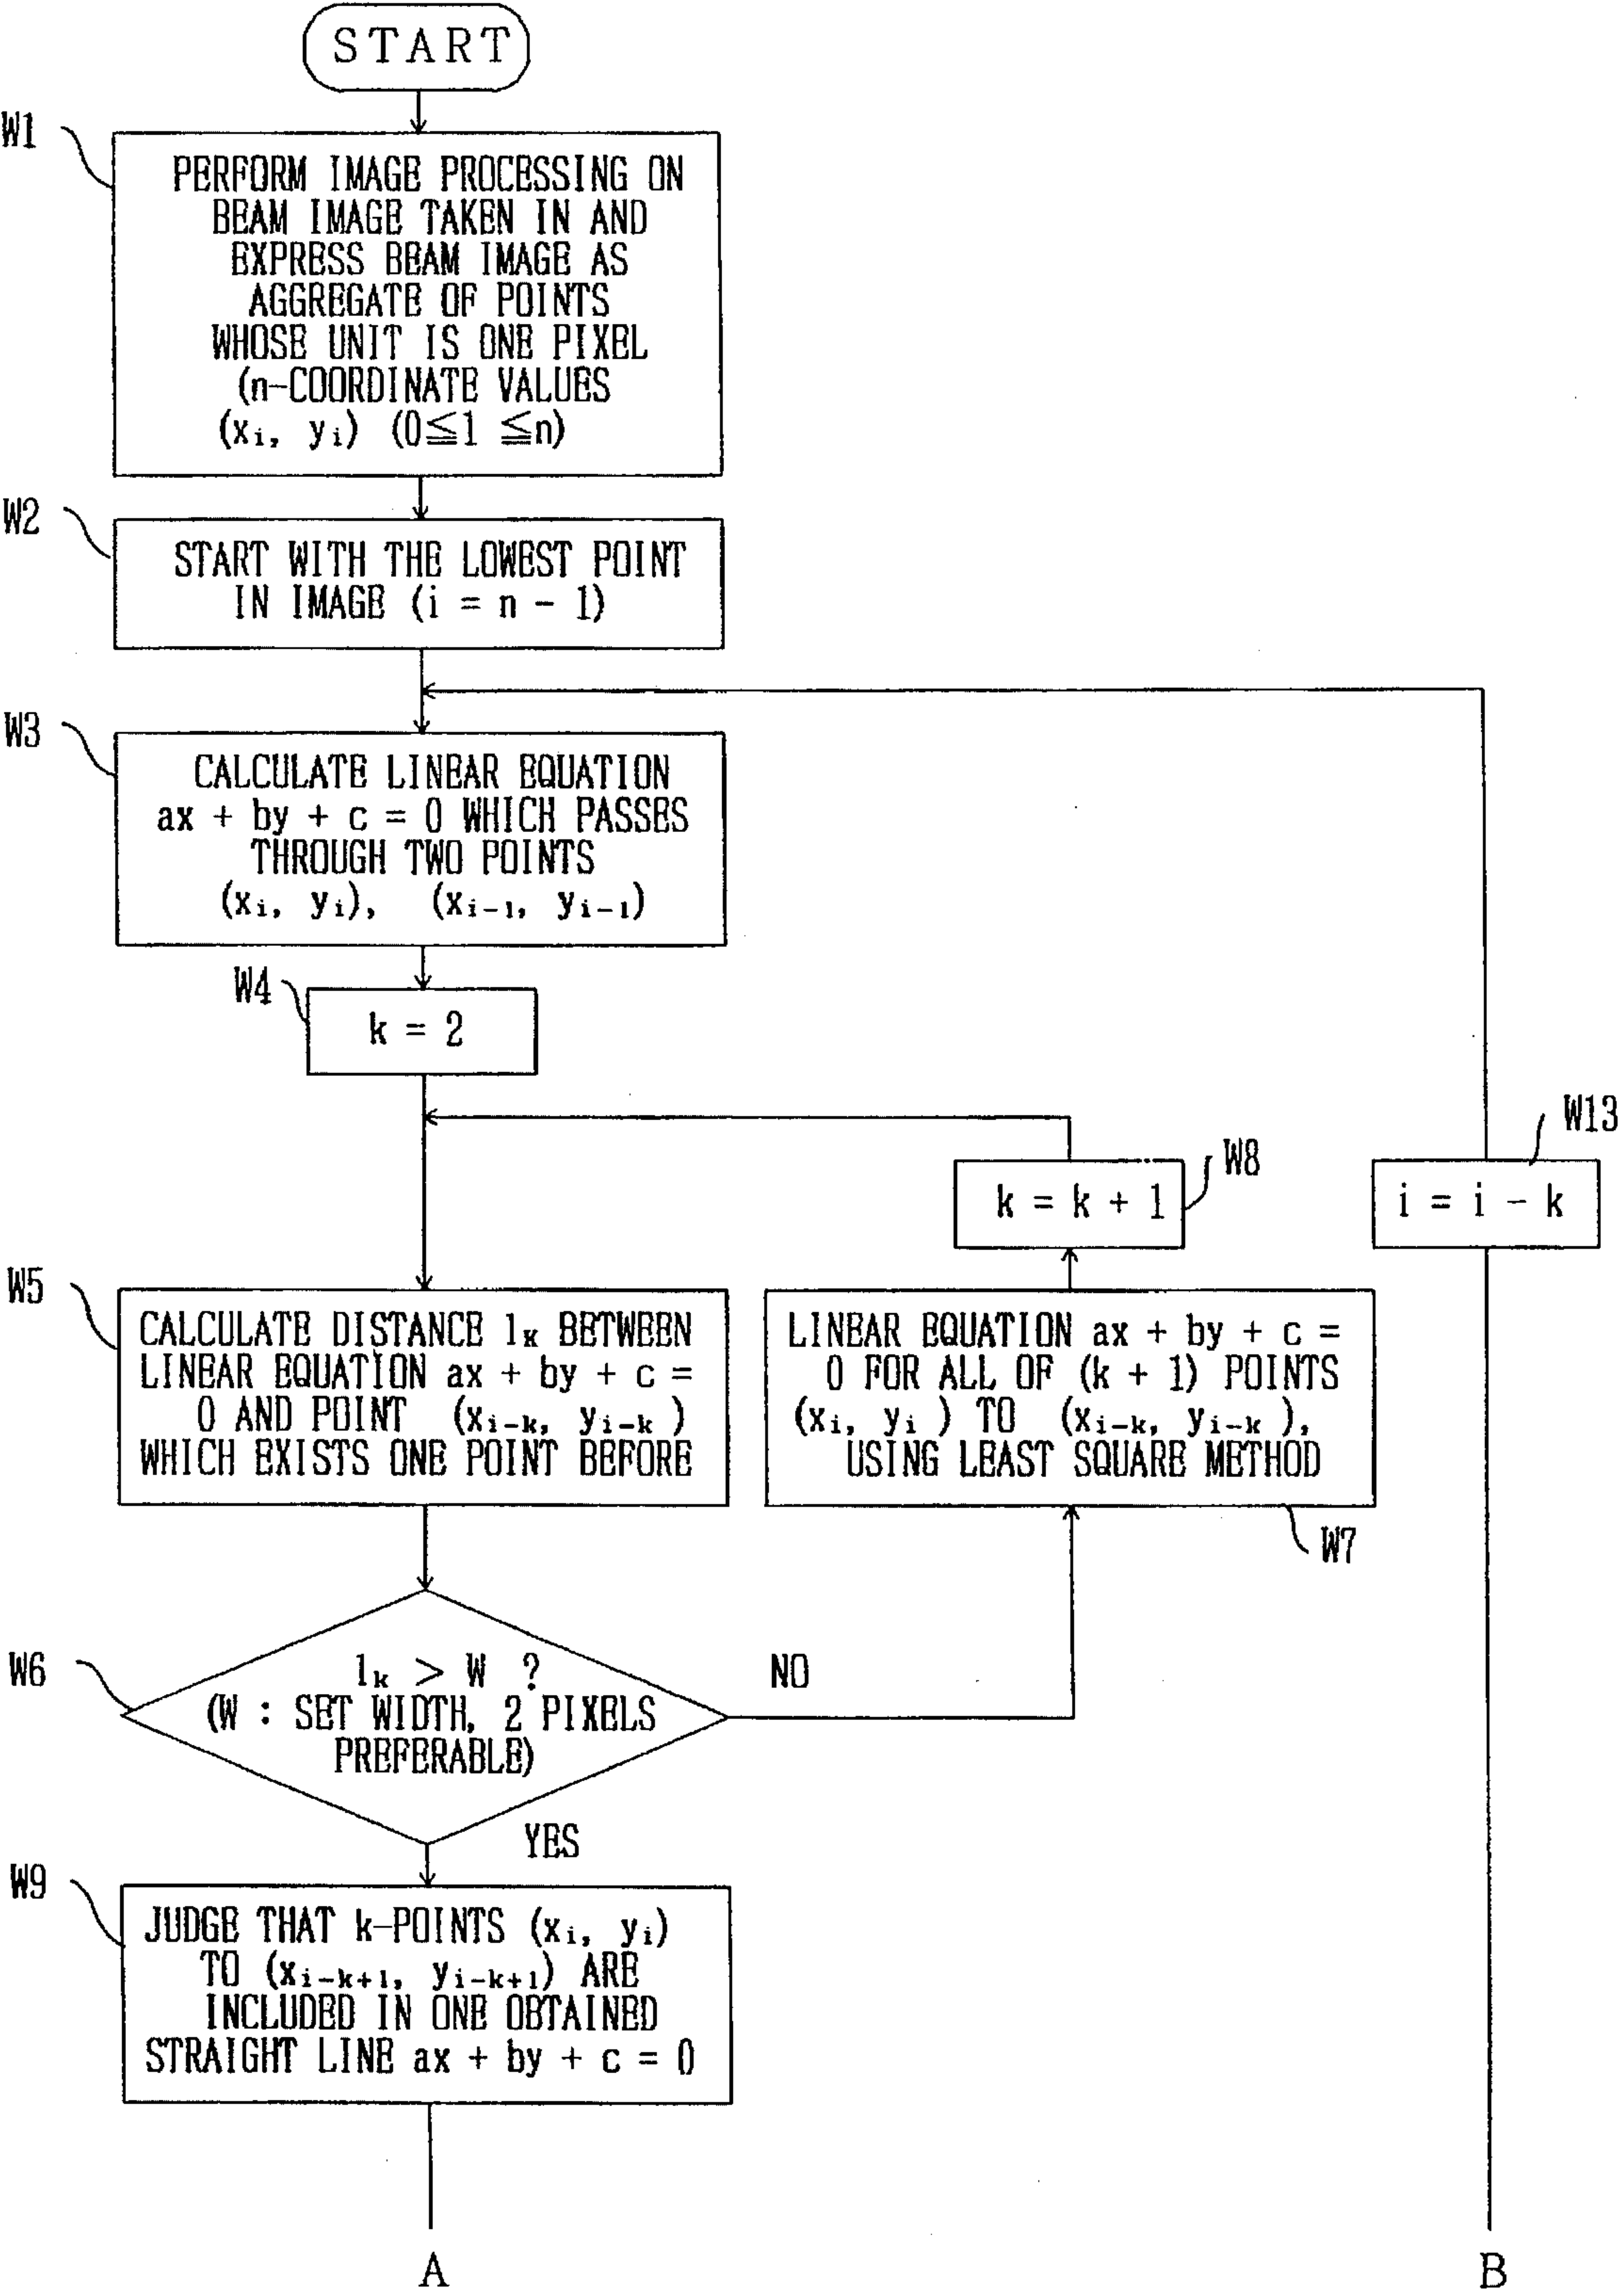 START
W1
PERFORM IMAGE PROCESSING ON
BEAM IMAGE TAKEN IN AND
EXPRESS BEAM IMAGE AS
AGGREGATE OF POINTS
WHOSE UNIT IS ONE PIXEL
(n-COORDINATE VALUES
(xᵢ, yᵢ) (0≦1 ≦n)
W2
START WITH THE LOWEST POINT
IN IMAGE (i = n - 1)
W3
CALCULATE LINEAR EQUATION
ax + by + c = 0 WHICH PASSES
THROUGH TWO POINTS
(xᵢ, yᵢ), (xᵢ₋₁, yᵢ₋₁)
W4
k = 2
W13
i = i - k
W8
k = k + 1
W5
CALCULATE DISTANCE lₖ BETWEEN
LINEAR EQUATION ax + by + c =
0 AND POINT (xᵢ₋ₖ, yᵢ₋ₖ )
WHICH EXISTS ONE POINT BEFORE
LINEAR EQUATION ax + by + c =
0 FOR ALL OF (k + 1) POINTS
(xᵢ, yᵢ ) TO (xᵢ₋ₖ, yᵢ₋ₖ ),
USING LEAST SQUARE METHOD
W7
W6
lₖ > W ?
(W : SET WIDTH, 2 PIXELS
PREFERABLE)
NO
YES
W9
JUDGE THAT k-POINTS (xᵢ, yᵢ)
TO (xᵢ₋ₖ₊₁, yᵢ₋ₖ₊₁) ARE
INCLUDED IN ONE OBTAINED
STRAIGHT LINE ax + by + c = 0
A
B